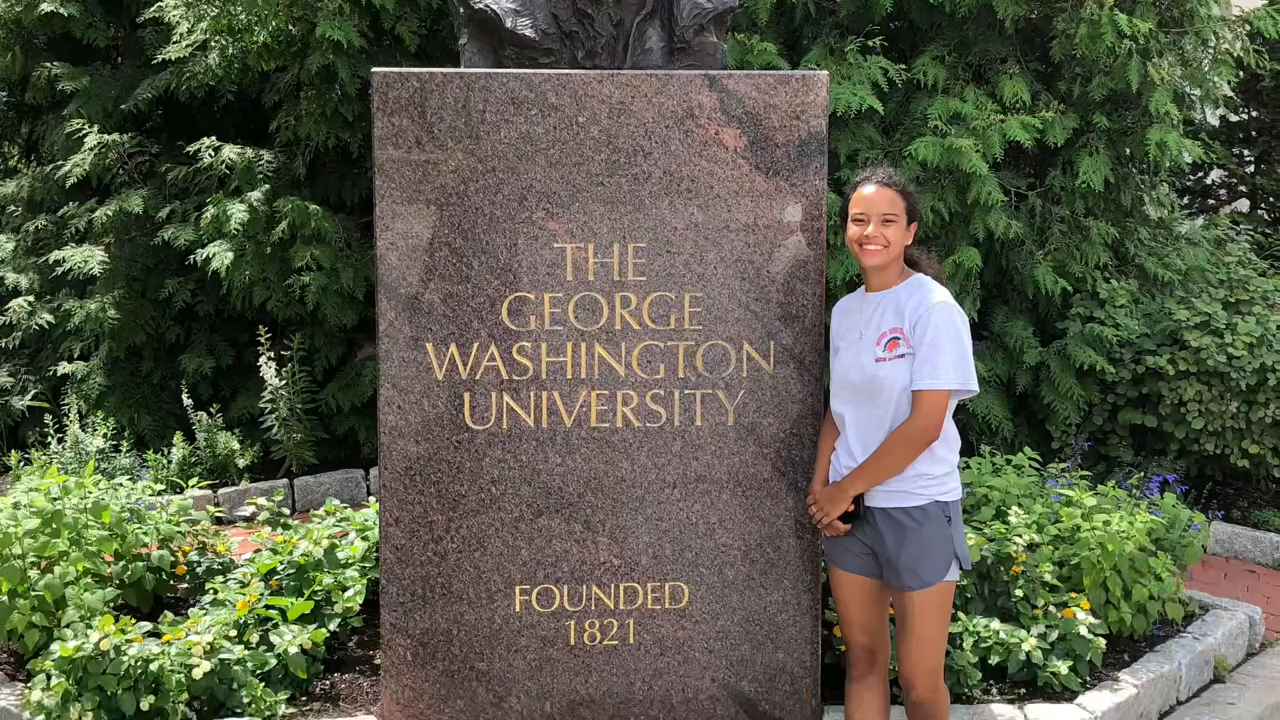 THE
GEORGE
WASHINGTON
UNIVERSITY
FOUNDED
1821